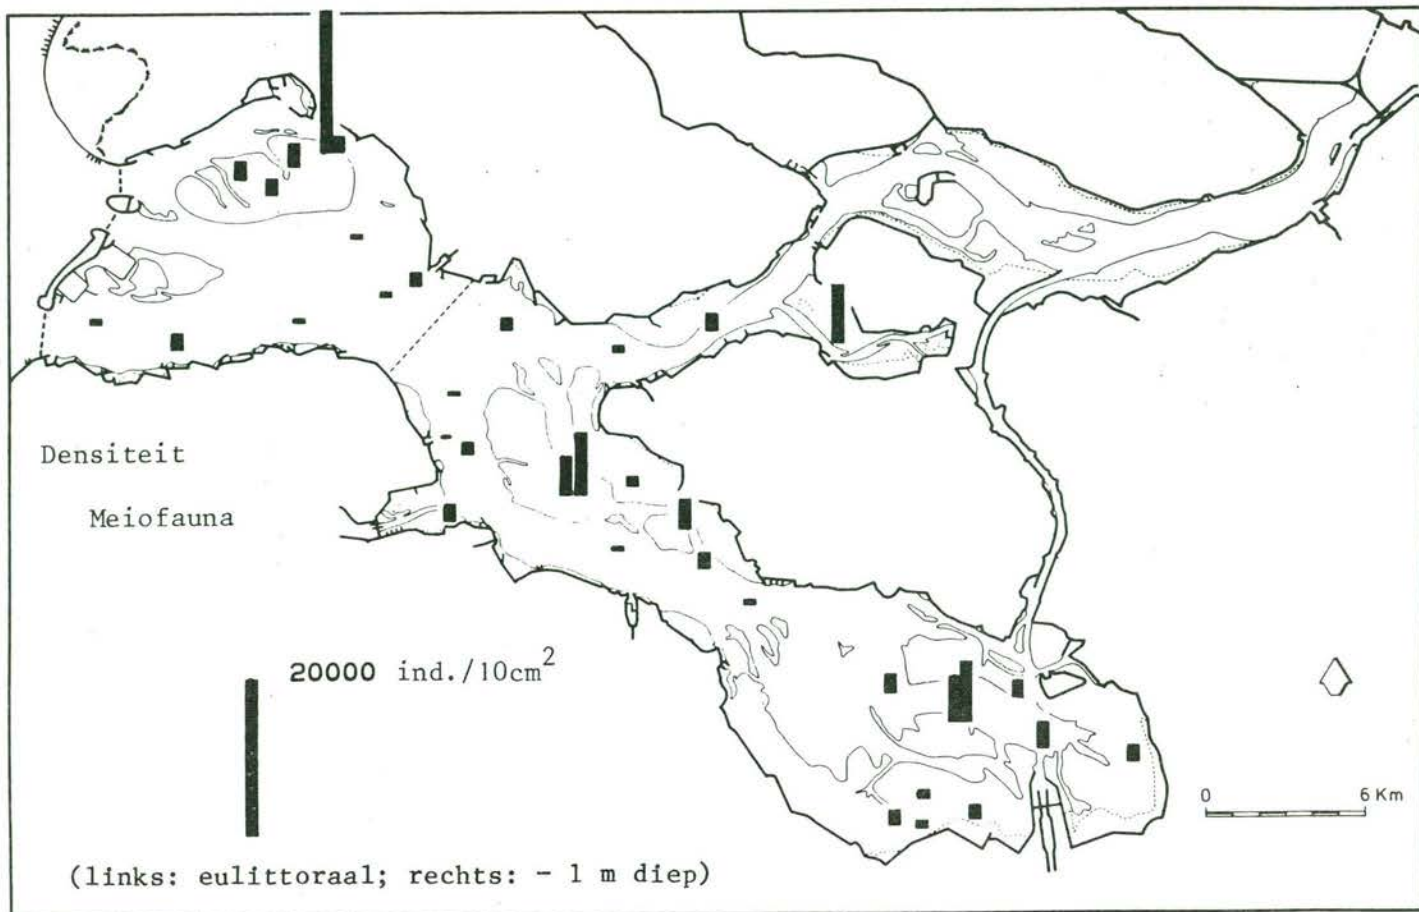 Densiteit
Meiofauna
20000 ind./10cm²
0 6 Km
(links: eulittoraal; rechts: - 1 m diep)